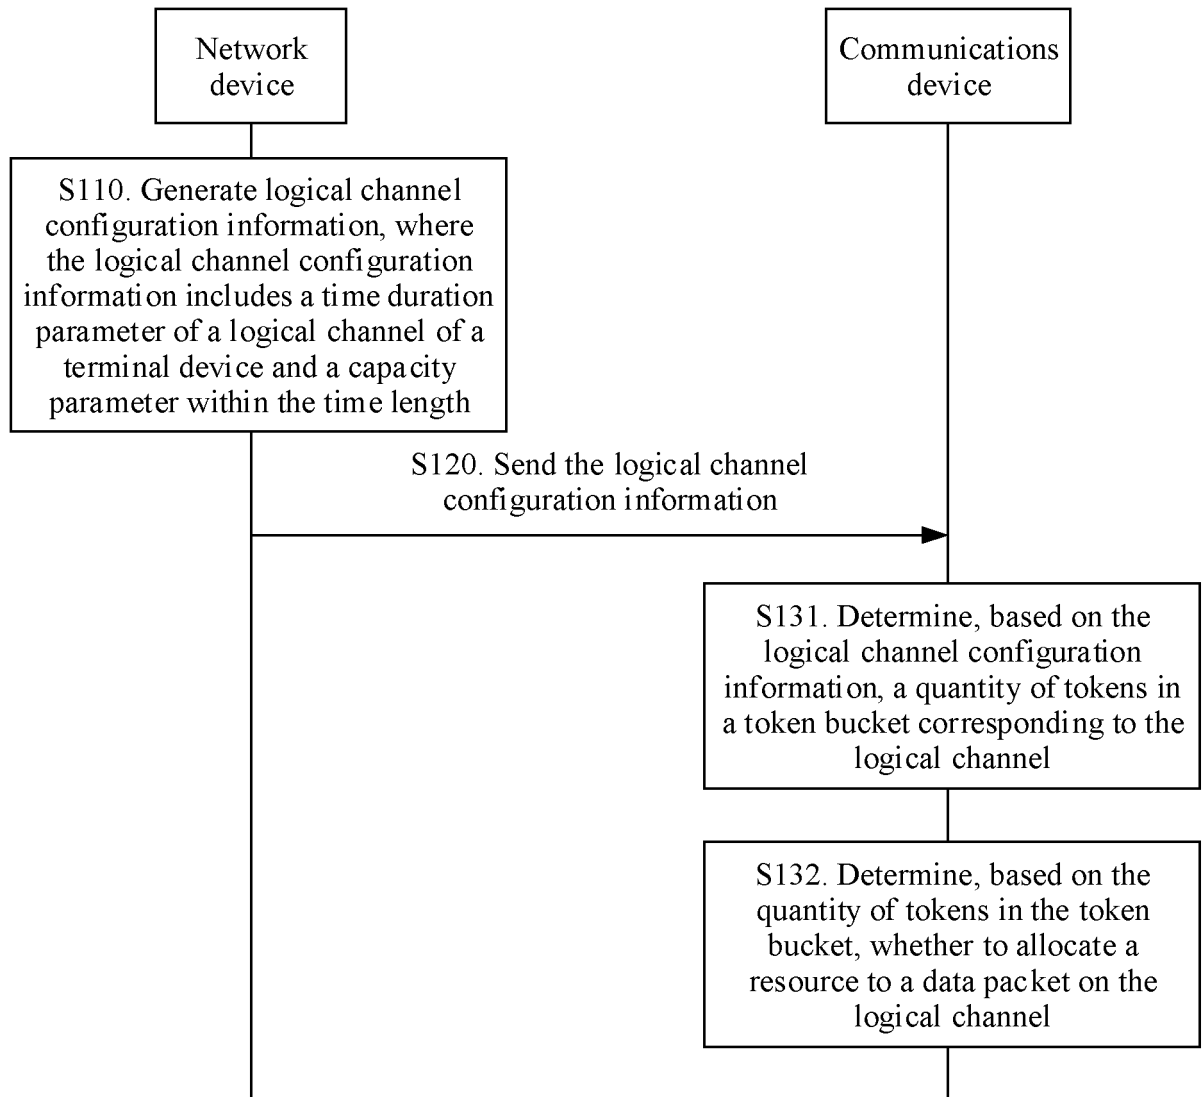 Network
device
Communications
device
S110. Generate logical channel
configuration information, where
the logical channel configuration
information includes a time duration
parameter of a logical channel of a
terminal device and a capacity
parameter within the time length
S120. Send the logical channel
configuration information
S131. Determine, based on the
logical channel configuration
information, a quantity of tokens in
a token bucket corresponding to the
logical channel
S132. Determine, based on the
quantity of tokens in the token
bucket, whether to allocate a
resource to a data packet on the
logical channel